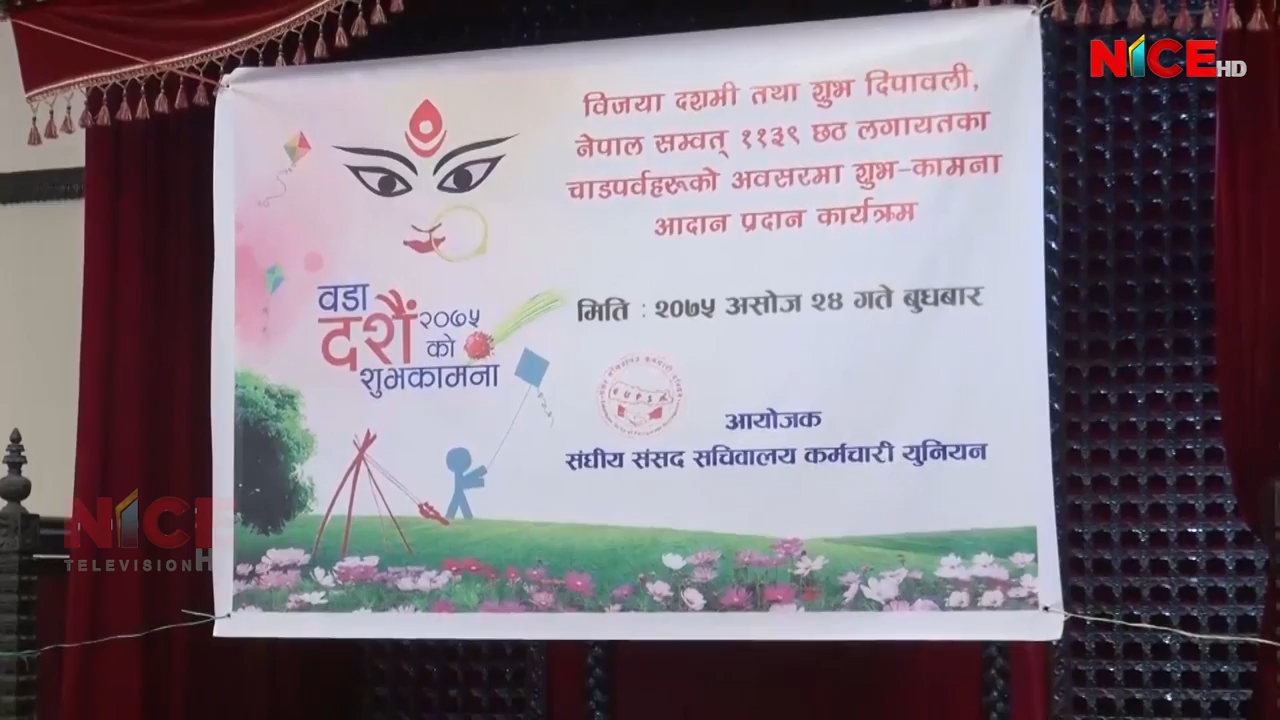 NICE HD
विजया दशमी तथा शुभ दिपावली,
नेपाल सम्वत् ११३९ छठ लगायतका
चाडपर्वहरूको अवसरमा शुभ-कामना
आदान प्रदान कार्यक्रम
वडा
दशैं २०७५
को
शुभकामना
मिति : २०७५ असोज २४ गते बुधबार
आयोजक
संघीय संसद सचिवालय कर्मचारी युनियन
NICE
TELEVISION H